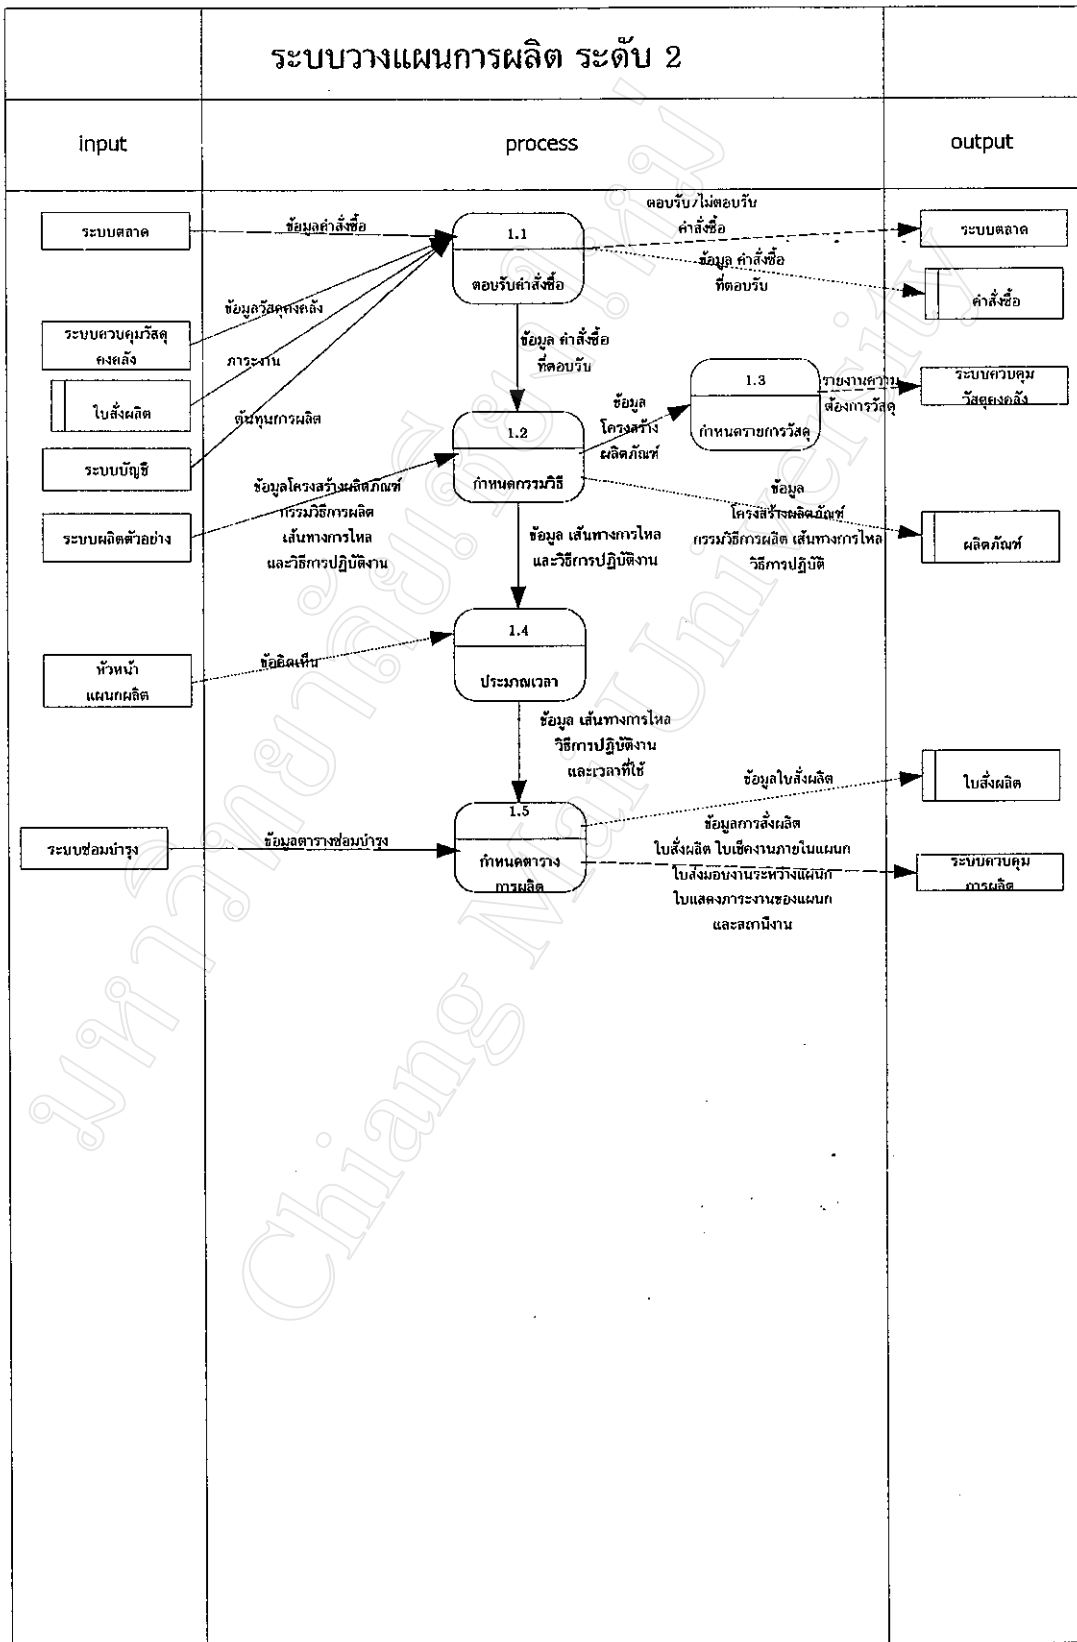 ระบบวางแผนการผลิต ระดับ 2
input
process
output
ระบบตลาด
ข้อมูลคำสั่งซื้อ
1.1
ตอบรับคำสั่งซื้อ
ตอบรับ/ไม่ตอบรับ
คำสั่งซื้อ
ระบบตลาด
ข้อมูล คำสั่งซื้อ
ที่ตอบรับ
คำสั่งซื้อ
ข้อมูลวัสดุคงคลัง
ระบบควบคุมวัสดุ
คงคลัง
ภาระงาน
ใบสั่งผลิต
ต้นทุนการผลิต
ระบบบัญชี
ข้อมูล คำสั่งซื้อ
ที่ตอบรับ
1.2
กำหนดกรรมวิธี
ข้อมูล
โครงสร้าง
ผลิตภัณฑ์
1.3
กำหนดรายการวัสดุ
รายงานความ
ต้องการวัสดุ
ระบบควบคุม
วัสดุคงคลัง
ระบบผลิตตัวอย่าง
ข้อมูลโครงสร้างผลิตภัณฑ์
กรรมวิธีการผลิต
เส้นทางการไหล
และวิธีการปฏิบัติงาน
ข้อมูล เส้นทางการไหล
และวิธีการปฏิบัติงาน
ข้อมูล
โครงสร้างผลิตภัณฑ์
กรรมวิธีการผลิต เส้นทางการไหล
วิธีการปฏิบัติ
ผลิตภัณฑ์
หัวหน้า
แผนกผลิต
ข้อคิดเห็น
1.4
ประมาณเวลา
ข้อมูล เส้นทางการไหล
วิธีการปฏิบัติงาน
และเวลาที่ใช้
ข้อมูลใบสั่งผลิต
ใบสั่งผลิต
ระบบซ่อมบำรุง
ข้อมูลตารางซ่อมบำรุง
1.5
กำหนดตาราง
การผลิต
ข้อมูลการสั่งผลิต
ใบสั่งผลิต ใบเช็คงานภายในแผนก
ใบส่งมอบงานระหว่างแผนก
ใบแสดงภาระงานของแผนก
และสถานีงาน
ระบบควบคุม
การผลิต
มหาวิทยาลัยเชียงใหม่
Chiang Mai University